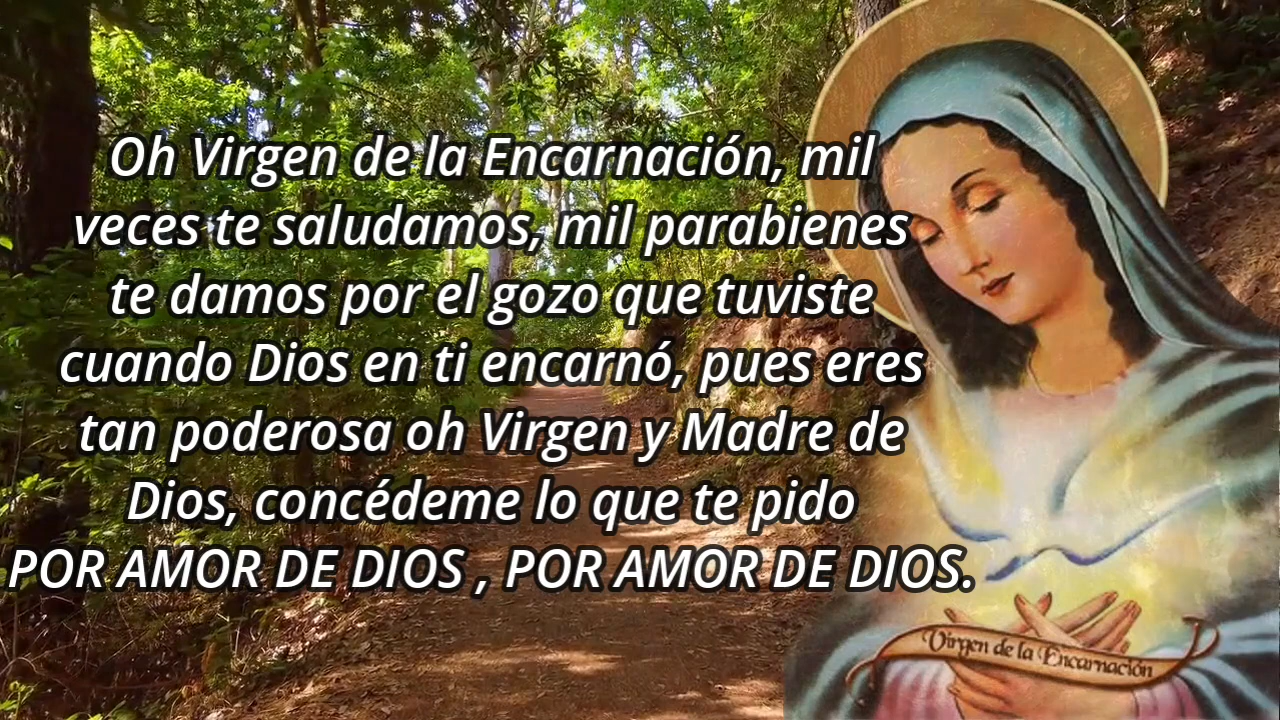 Oh Virgen de la Encarnación, mil
veces te saludamos, mil parabienes
te damos por el gozo que tuviste
cuando Dios en ti encarnó, pues eres
tan poderosa oh Virgen y Madre de
Dios, concédeme lo que te pido
POR AMOR DE DIOS , POR AMOR DE DIOS.
Virgen de la Encarnación